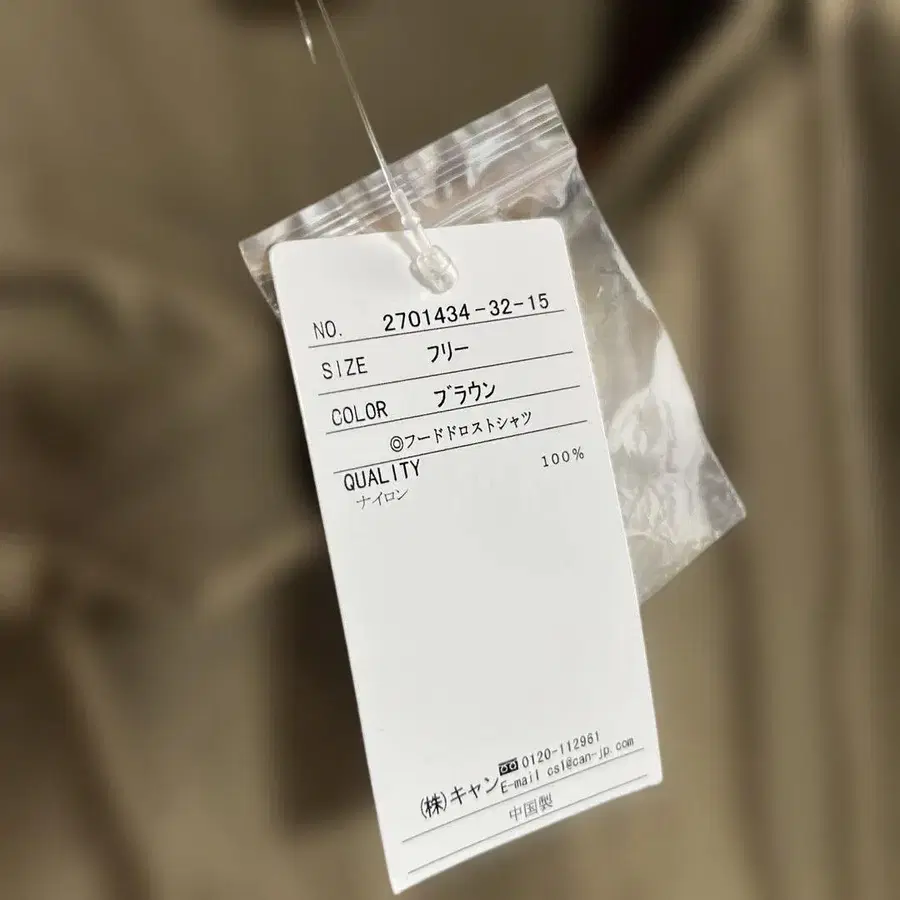 NO. 2701434-32-15
SIZE フリー
COLOR ブラウン
◎フードドロストシャツ
QUALITY
ナイロン 100%
(株)キャン 0120-112961
E-mail cs1@can-jp.com
中国製